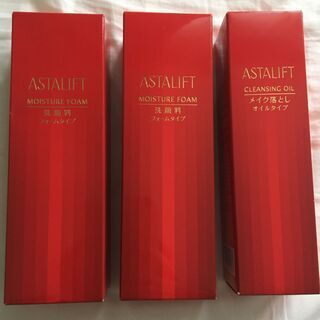 ASTALIFT
MOISTURE FOAM
洗顔料
フォームタイプ
ASTALIFT
MOISTURE FOAM
洗顔料
フォームタイプ
ASTALIFT
CLEANSING OIL
メイク落とし
オイルタイプ